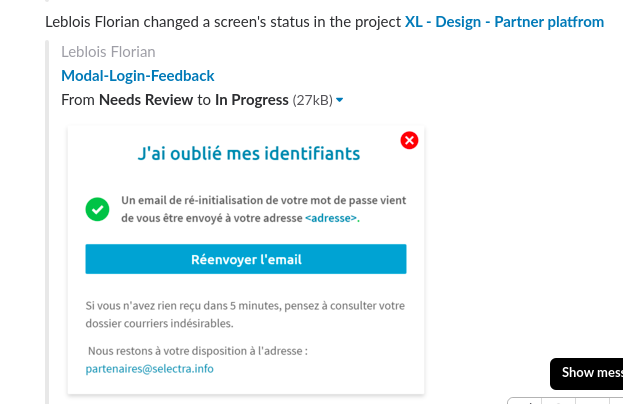 Leblois Florian changed a screen's status in the project XL - Design - Partner platfrom
Leblois Florian
Modal-Login-Feedback
From Needs Review to In Progress (27kB)
J'ai oublié mes identifiants
Un email de ré-initialisation de votre mot de passe vient
de vous être envoyé à votre adresse <adresse>.
Réenvoyer l'email
Si vous n'avez rien reçu dans 5 minutes, pensez à consulter votre
dossier courriers indésirables.
Nous restons à votre disposition à l'adresse :
partenaires@selectra.info
Show mess